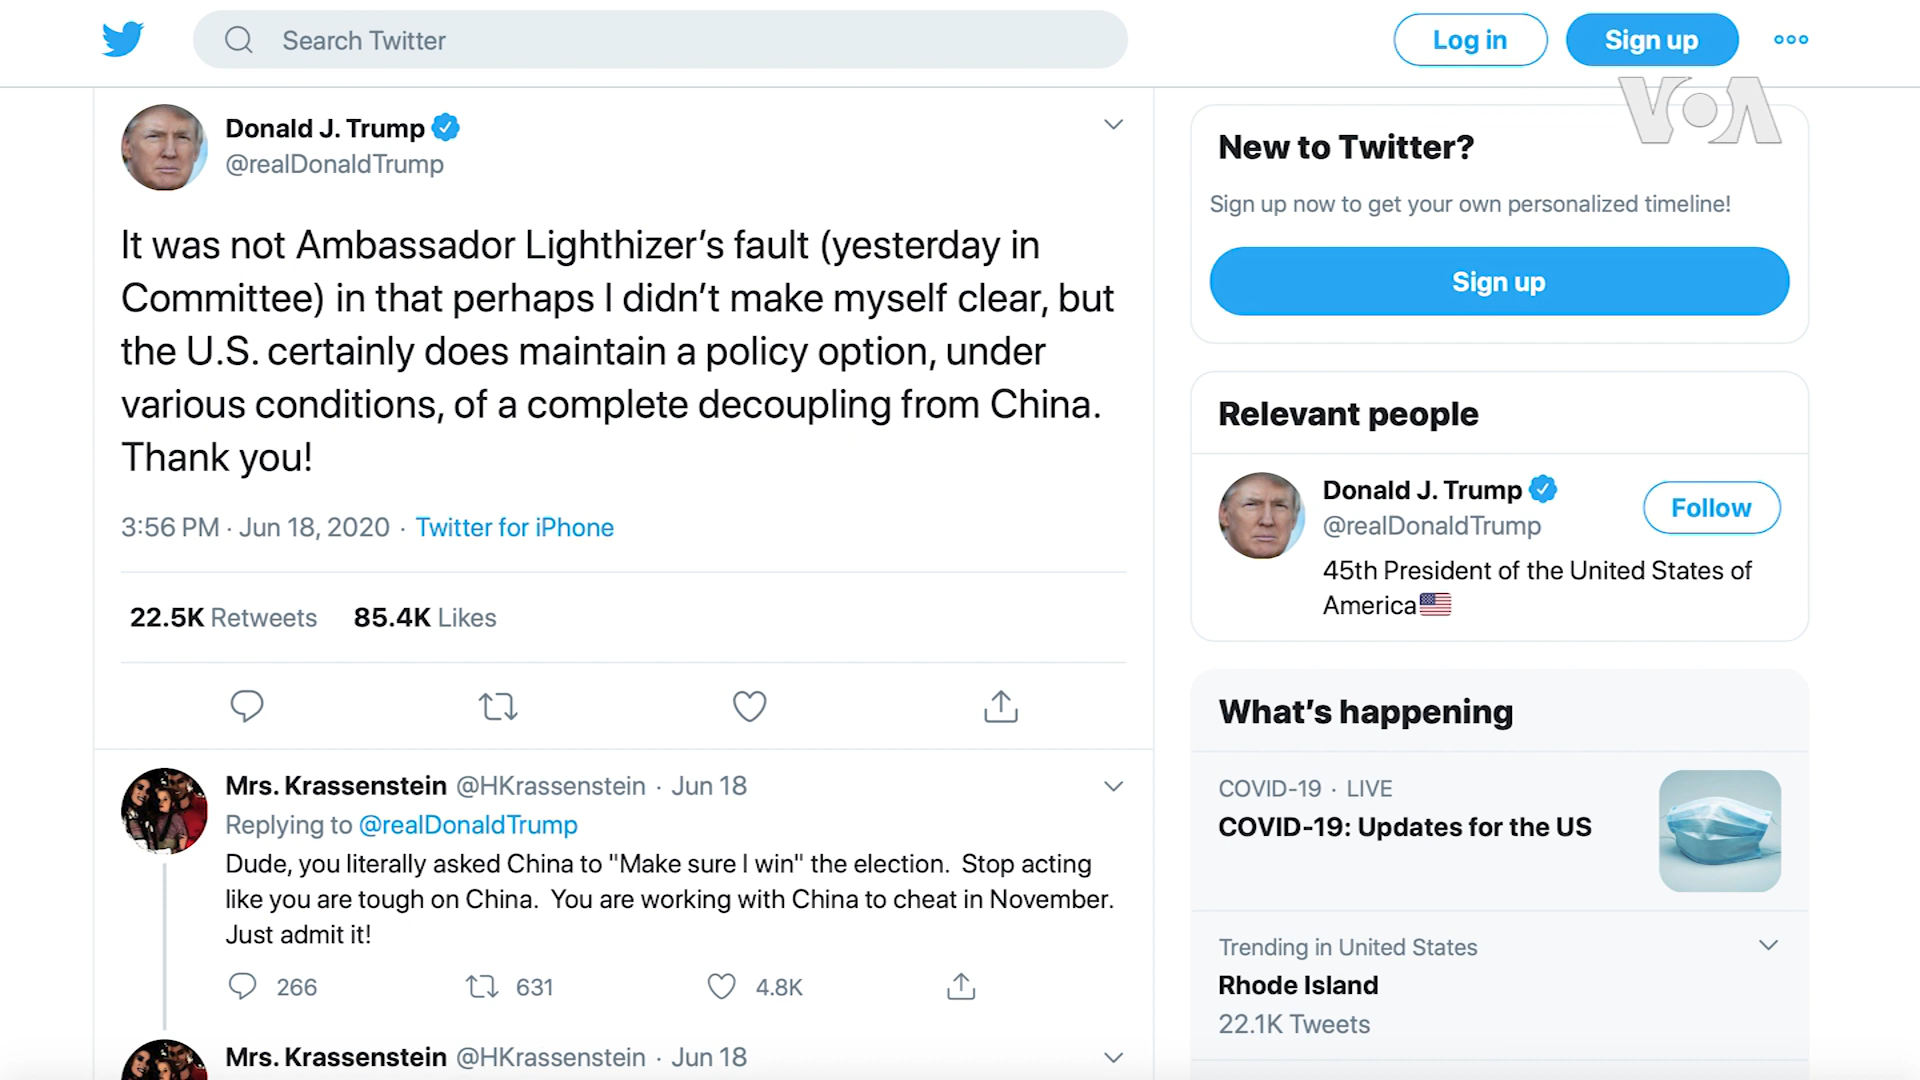 Search Twitter
Log in
Sign up
VOA
Donald J. Trump
@realDonaldTrump
It was not Ambassador Lighthizer’s fault (yesterday in
Committee) in that perhaps I didn’t make myself clear, but
the U.S. certainly does maintain a policy option, under
various conditions, of a complete decoupling from China.
Thank you!
3:56 PM · Jun 18, 2020 · Twitter for iPhone
22.5K Retweets 85.4K Likes
Mrs. Krassenstein @HKrassenstein · Jun 18
Replying to @realDonaldTrump
Dude, you literally asked China to "Make sure I win" the election. Stop acting
like you are tough on China. You are working with China to cheat in November.
Just admit it!
266 631 4.8K
Mrs. Krassenstein @HKrassenstein · Jun 18
New to Twitter?
Sign up now to get your own personalized timeline!
Sign up
Relevant people
Donald J. Trump
@realDonaldTrump
Follow
45th President of the United States of
America🇺🇸
What’s happening
COVID-19 · LIVE
COVID-19: Updates for the US
Trending in United States
Rhode Island
22.1K Tweets